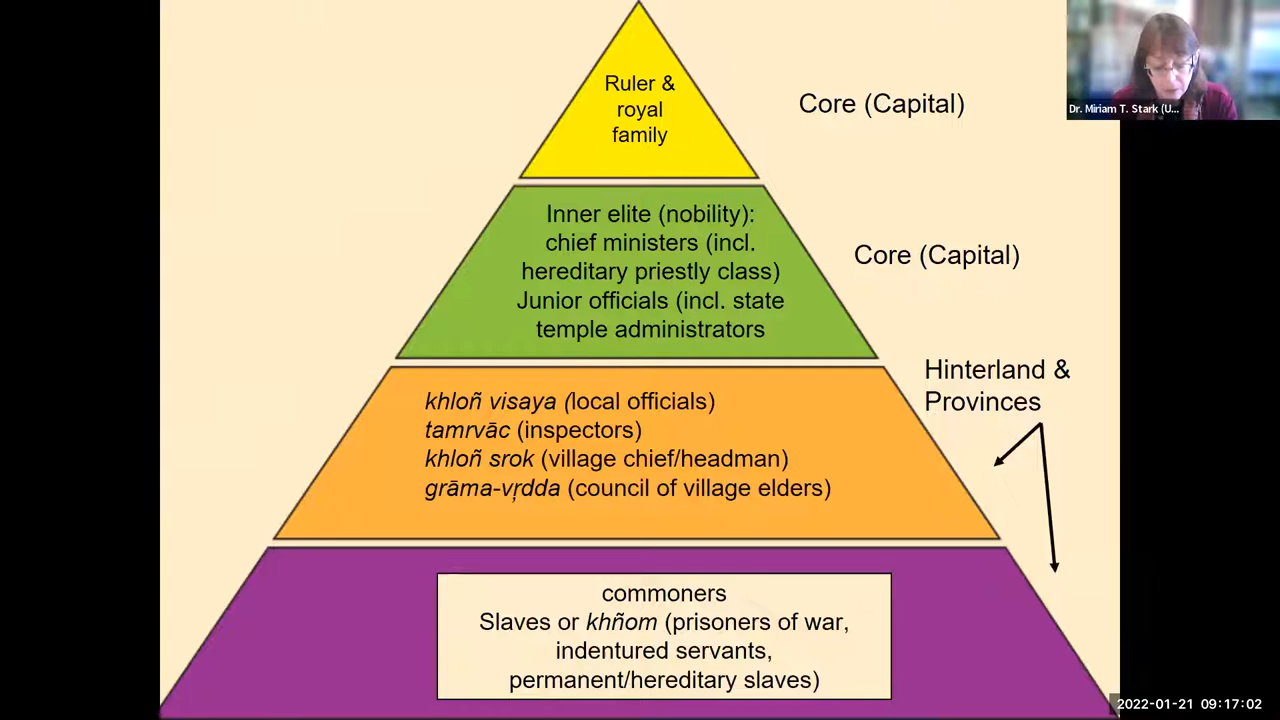 Ruler &
royal
family
Core (Capital)
Dr. Miriam T. Stark (U...
Inner elite (nobility):
chief ministers (incl.
hereditary priestly class)
Junior officials (incl. state
temple administrators
Core (Capital)
Hinterland &
Provinces
khloñ visaya (local officials)
tamrvāc (inspectors)
khloñ srok (village chief/headman)
grāma-vṛdda (council of village elders)
commoners
Slaves or khñom (prisoners of war,
indentured servants,
permanent/hereditary slaves)
2022-01-21 09:17:02